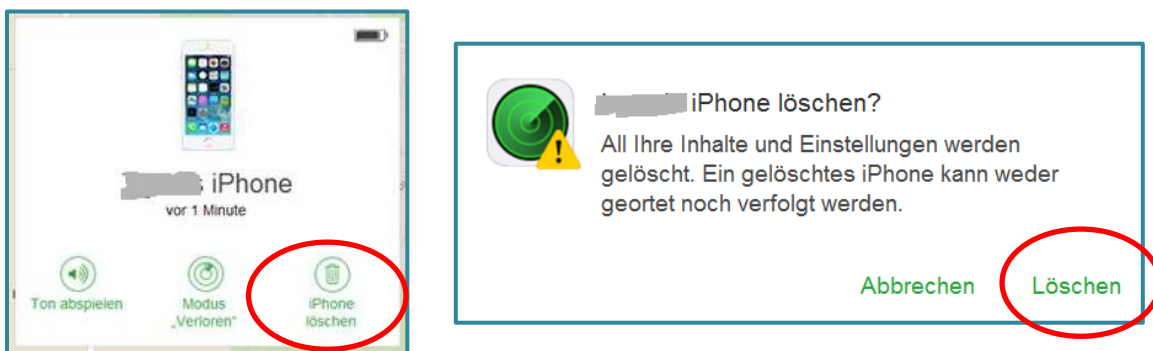 s iPhone
vor 1 Minute
Ton abspielen
Modus
„Verloren“
iPhone
löschen
iPhone löschen?
All Ihre Inhalte und Einstellungen werden
gelöscht. Ein gelöschtes iPhone kann weder
geortet noch verfolgt werden.
Abbrechen
Löschen